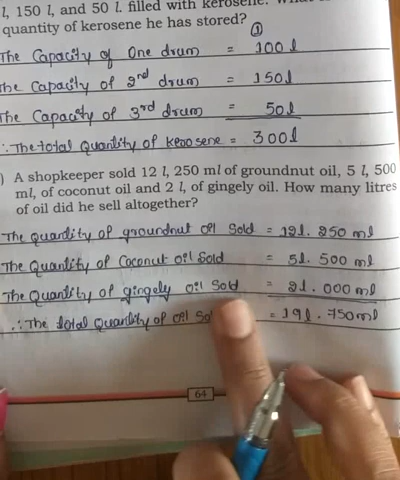 l, 150 l, and 50 l filled with kerosene.
quantity of kerosene he has stored?
①
The Capacity of One drum = 100 l
The Capacity of 2nd drum = 150 l
The Capacity of 3rd drum = 50 l
∴ The total Quantity of kerosene = 300 l
) A shopkeeper sold 12 l, 250 ml of groundnut oil, 5 l, 500
ml, of coconut oil and 2 l, of gingely oil. How many litres
of oil did he sell altogether?
The Quantity of groundnut oil Sold = 12l. 250 ml
The Quantity of Coconut oil Sold = 5l. 500 ml
The Quantity of gingely oil Sold = 2l. 000 ml
∴ The total Quantity of oil = 19l. 750 ml
64